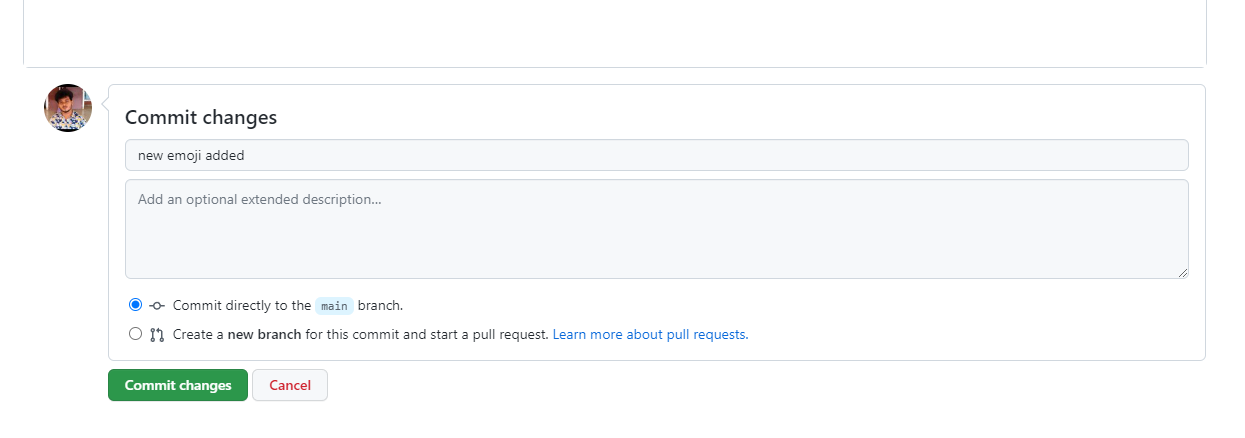 Commit changes
new emoji added
Add an optional extended description...
Commit directly to the main branch.
Create a new branch for this commit and start a pull request. Learn more about pull requests.
Commit changes Cancel